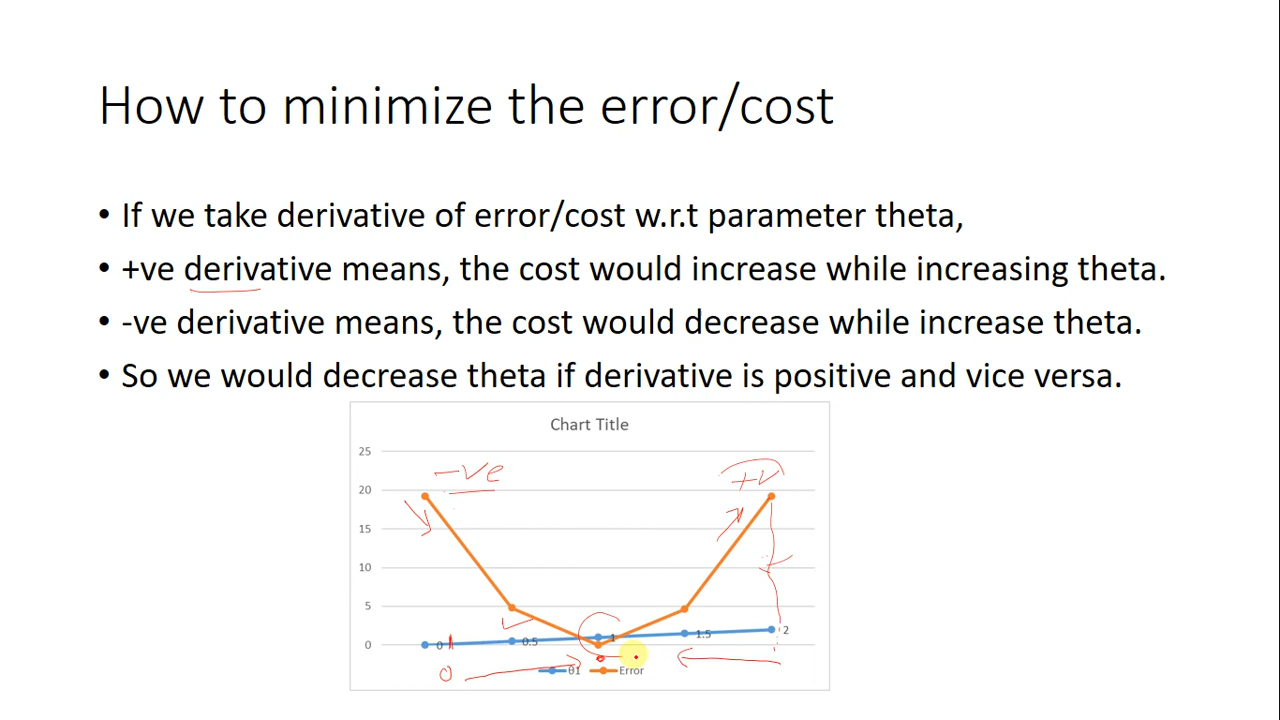 How to minimize the error/cost
• If we take derivative of error/cost w.r.t parameter theta,
• +ve derivative means, the cost would increase while increasing theta.
• -ve derivative means, the cost would decrease while increase theta.
• So we would decrease theta if derivative is positive and vice versa.
Chart Title
25
20
15
10
5
0
-ve
+v
0
0.5
1
1.5
2
0
θ1
Error